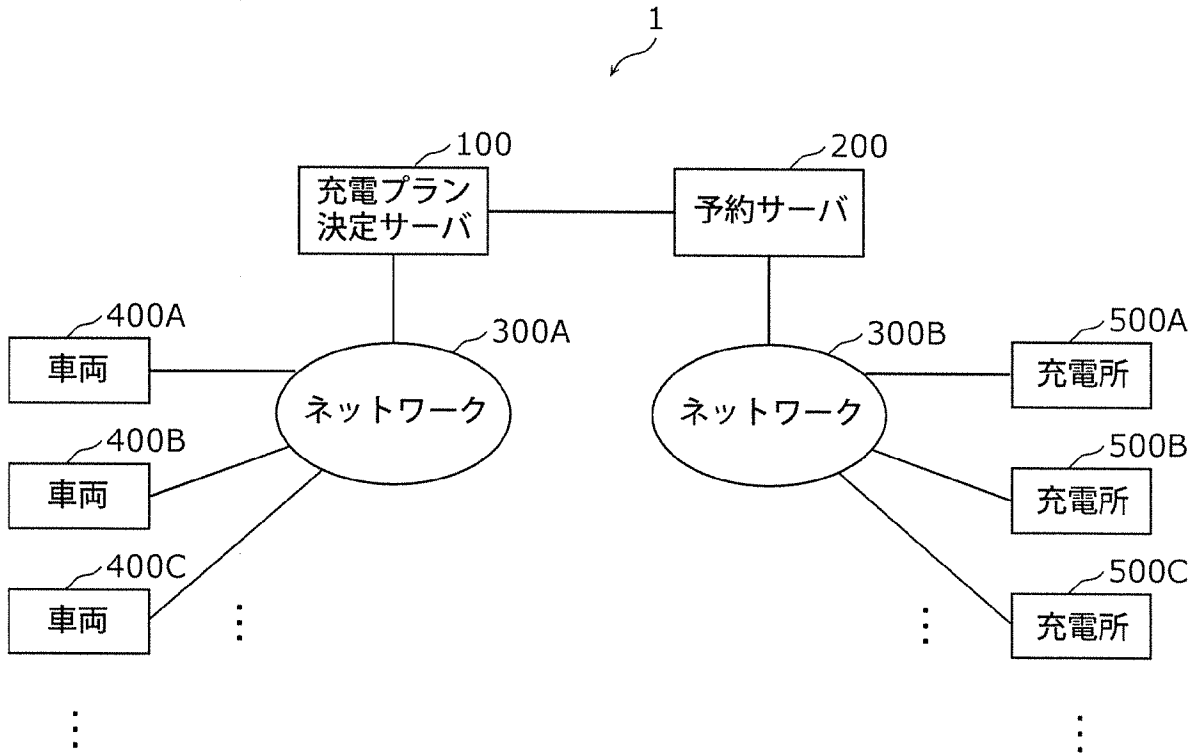 1
100
充電プラン
決定サーバ
200
予約サーバ
400A
車両
300A
ネットワーク
300B
ネットワーク
500A
充電所
400B
車両
500B
充電所
400C
車両
500C
充電所